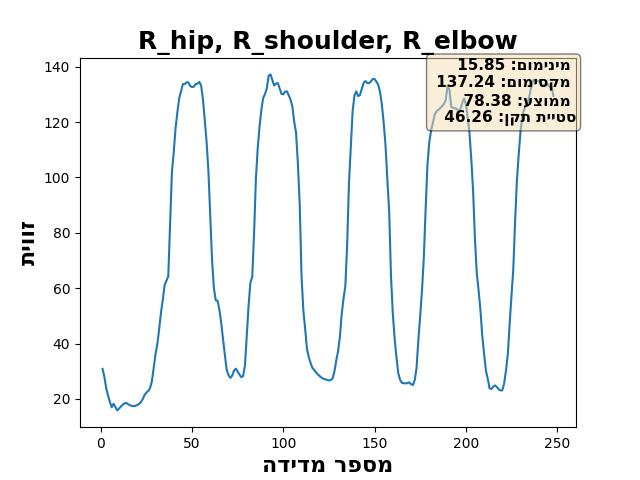 R_hip, R_shoulder, R_elbow
מינימום: 15.85
מקסימום: 137.24
ממוצע: 78.38
סטיית תקן: 46.26
140
120
100
80
60
40
20
זווית
0 50 100 150 200 250
מספר מדידה